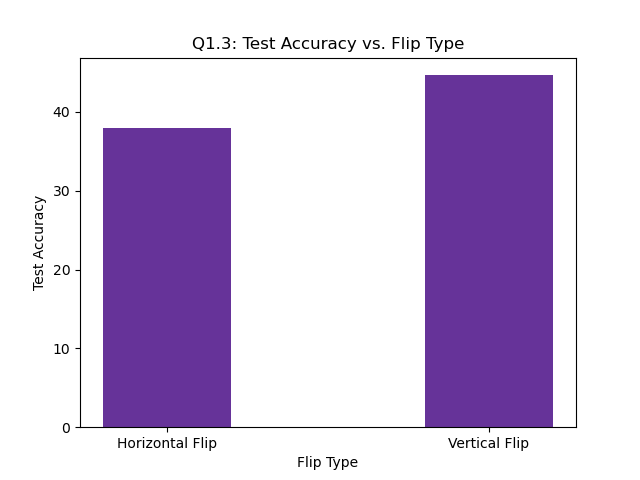 Q1.3: Test Accuracy vs. Flip Type
Test Accuracy
40
30
20
10
0
Horizontal Flip
Vertical Flip
Flip Type